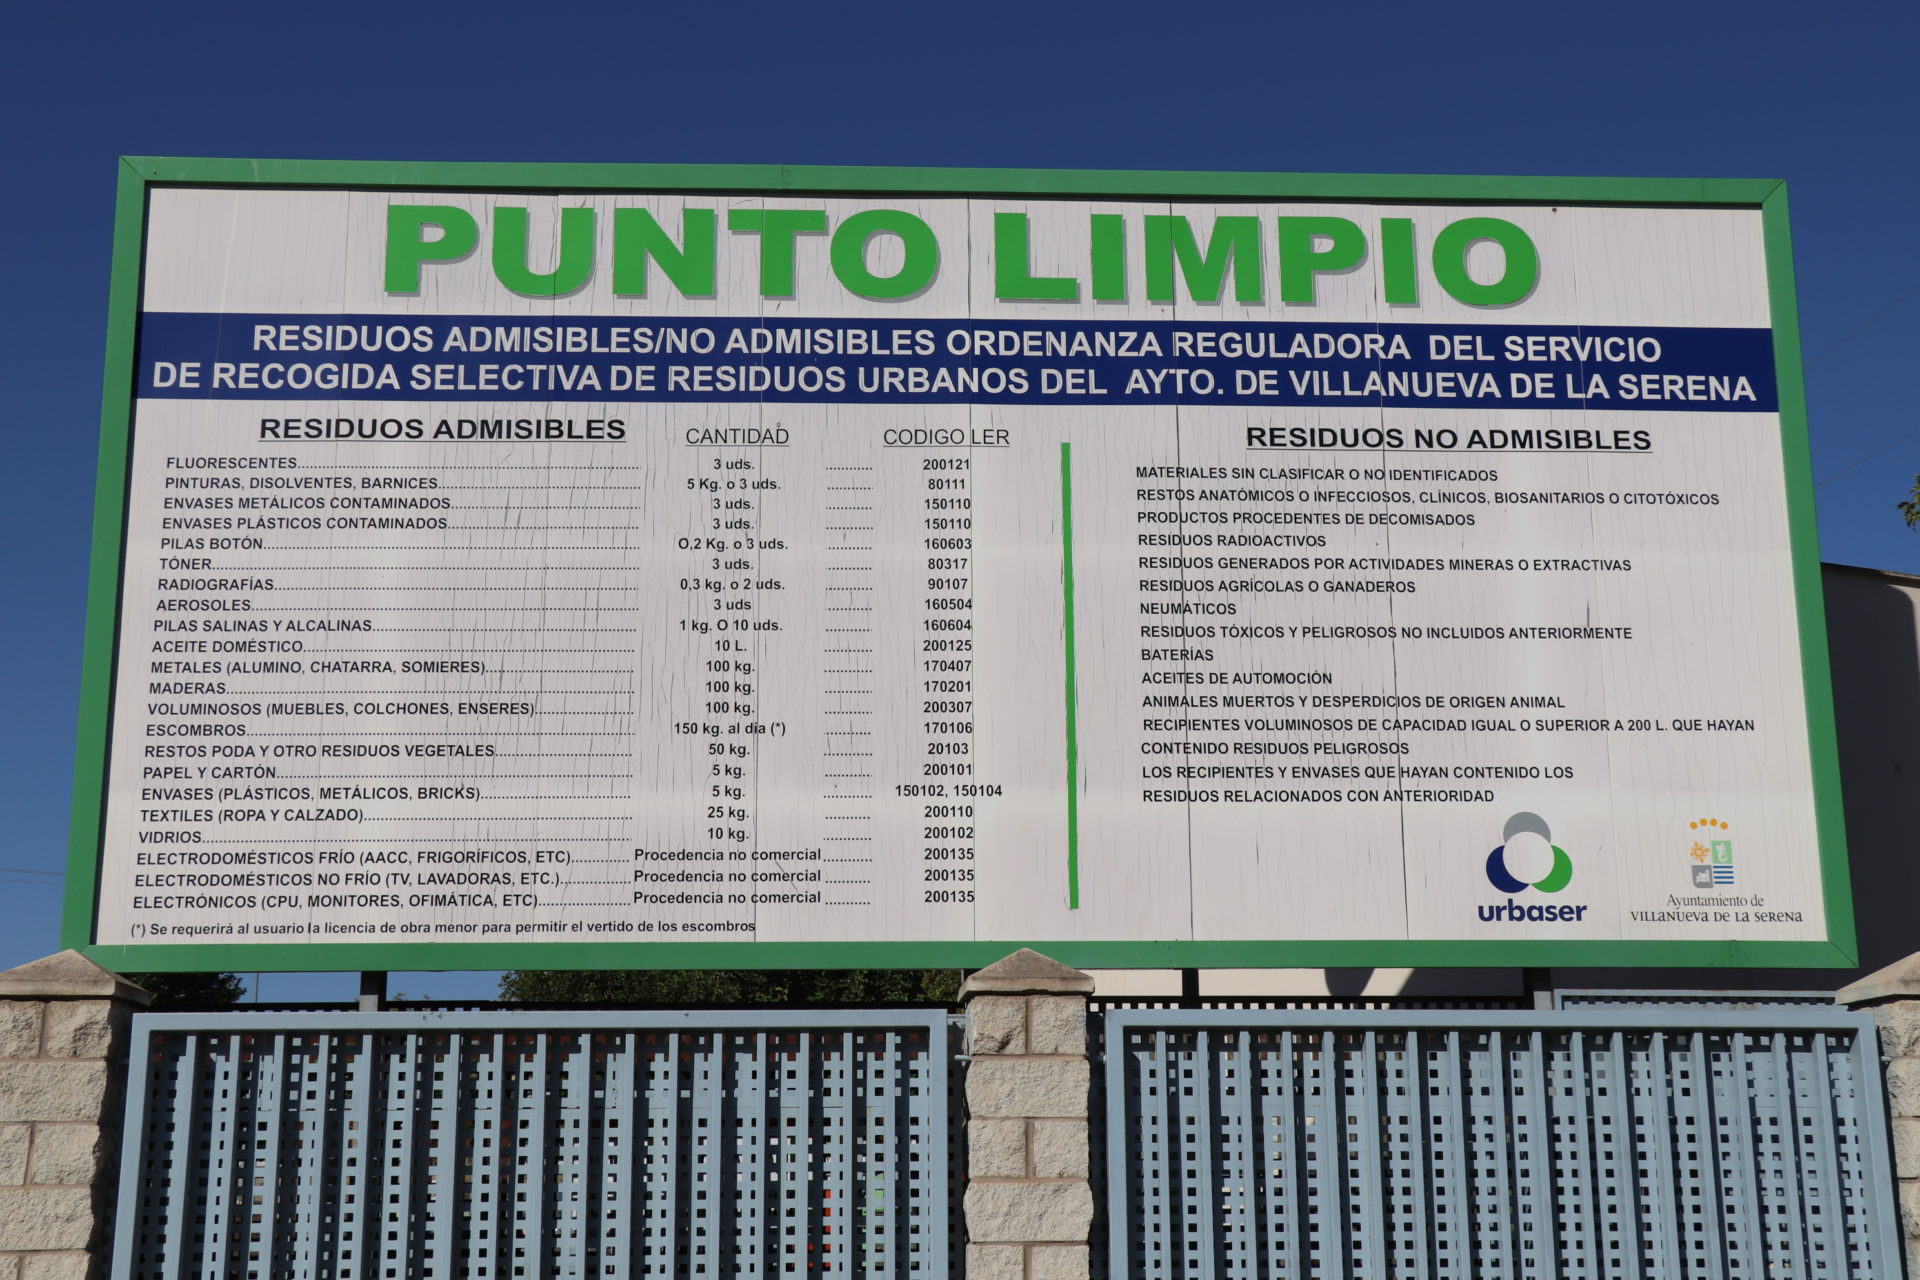 PUNTO LIMPIO
RESIDUOS ADMISIBLES/NO ADMISIBLES ORDENANZA REGULADORA DEL SERVICIO
DE RECOGIDA SELECTIVA DE RESIDUOS URBANOS DEL AYTO. DE VILLANUEVA DE LA SERENA
RESIDUOS ADMISIBLES CANTIDAD CODIGO LER
FLUORESCENTES 3 uds. 200121
PINTURAS, DISOLVENTES, BARNICES 5 Kg. o 3 uds. 80111
ENVASES METÁLICOS CONTAMINADOS 3 uds. 150110
ENVASES PLÁSTICOS CONTAMINADOS 3 uds. 150110
PILAS BOTÓN O,2 Kg. o 3 uds. 160603
TÓNER 3 uds. 80317
RADIOGRAFÍAS 0,3 kg. o 2 uds. 90107
AEROSOLES 3 uds 160504
PILAS SALINAS Y ALCALINAS 1 kg. O 10 uds. 160604
ACEITE DOMÉSTICO 10 L. 200125
METALES (ALUMINO, CHATARRA, SOMIERES) 100 kg. 170407
MADERAS 100 kg. 170201
VOLUMINOSOS (MUEBLES, COLCHONES, ENSERES) 100 kg. 200307
ESCOMBROS 150 kg. al día (*) 170106
RESTOS PODA Y OTRO RESIDUOS VEGETALES 50 kg. 20103
PAPEL Y CARTÓN 5 kg. 200101
ENVASES (PLÁSTICOS, METÁLICOS, BRICKS) 5 kg. 150102, 150104
TEXTILES (ROPA Y CALZADO) 25 kg. 200110
VIDRIOS 10 kg. 200102
ELECTRODOMÉSTICOS FRÍO (AACC, FRIGORÍFICOS, ETC) Procedencia no comercial 200135
ELECTRODOMÉSTICOS NO FRÍO (TV, LAVADORAS, ETC.) Procedencia no comercial 200135
ELECTRÓNICOS (CPU, MONITORES, OFIMÁTICA, ETC) Procedencia no comercial 200135
(*) Se requerirá al usuario la licencia de obra menor para permitir el vertido de los escombros
RESIDUOS NO ADMISIBLES
MATERIALES SIN CLASIFICAR O NO IDENTIFICADOS
RESTOS ANATÓMICOS O INFECCIOSOS, CLÍNICOS, BIOSANITARIOS O CITOTÓXICOS
PRODUCTOS PROCEDENTES DE DECOMISADOS
RESIDUOS RADIOACTIVOS
RESIDUOS GENERADOS POR ACTIVIDADES MINERAS O EXTRACTIVAS
RESIDUOS AGRÍCOLAS O GANADEROS
NEUMÁTICOS
RESIDUOS TÓXICOS Y PELIGROSOS NO INCLUIDOS ANTERIORMENTE
BATERÍAS
ACEITES DE AUTOMOCIÓN
ANIMALES MUERTOS Y DESPERDICIOS DE ORIGEN ANIMAL
RECIPIENTES VOLUMINOSOS DE CAPACIDAD IGUAL O SUPERIOR A 200 L. QUE HAYAN
CONTENIDO RESIDUOS PELIGROSOS
LOS RECIPIENTES Y ENVASES QUE HAYAN CONTENIDO LOS
RESIDUOS RELACIONADOS CON ANTERIORIDAD
urbaser
Ayuntamiento de
VILLANUEVA DE LA SERENA